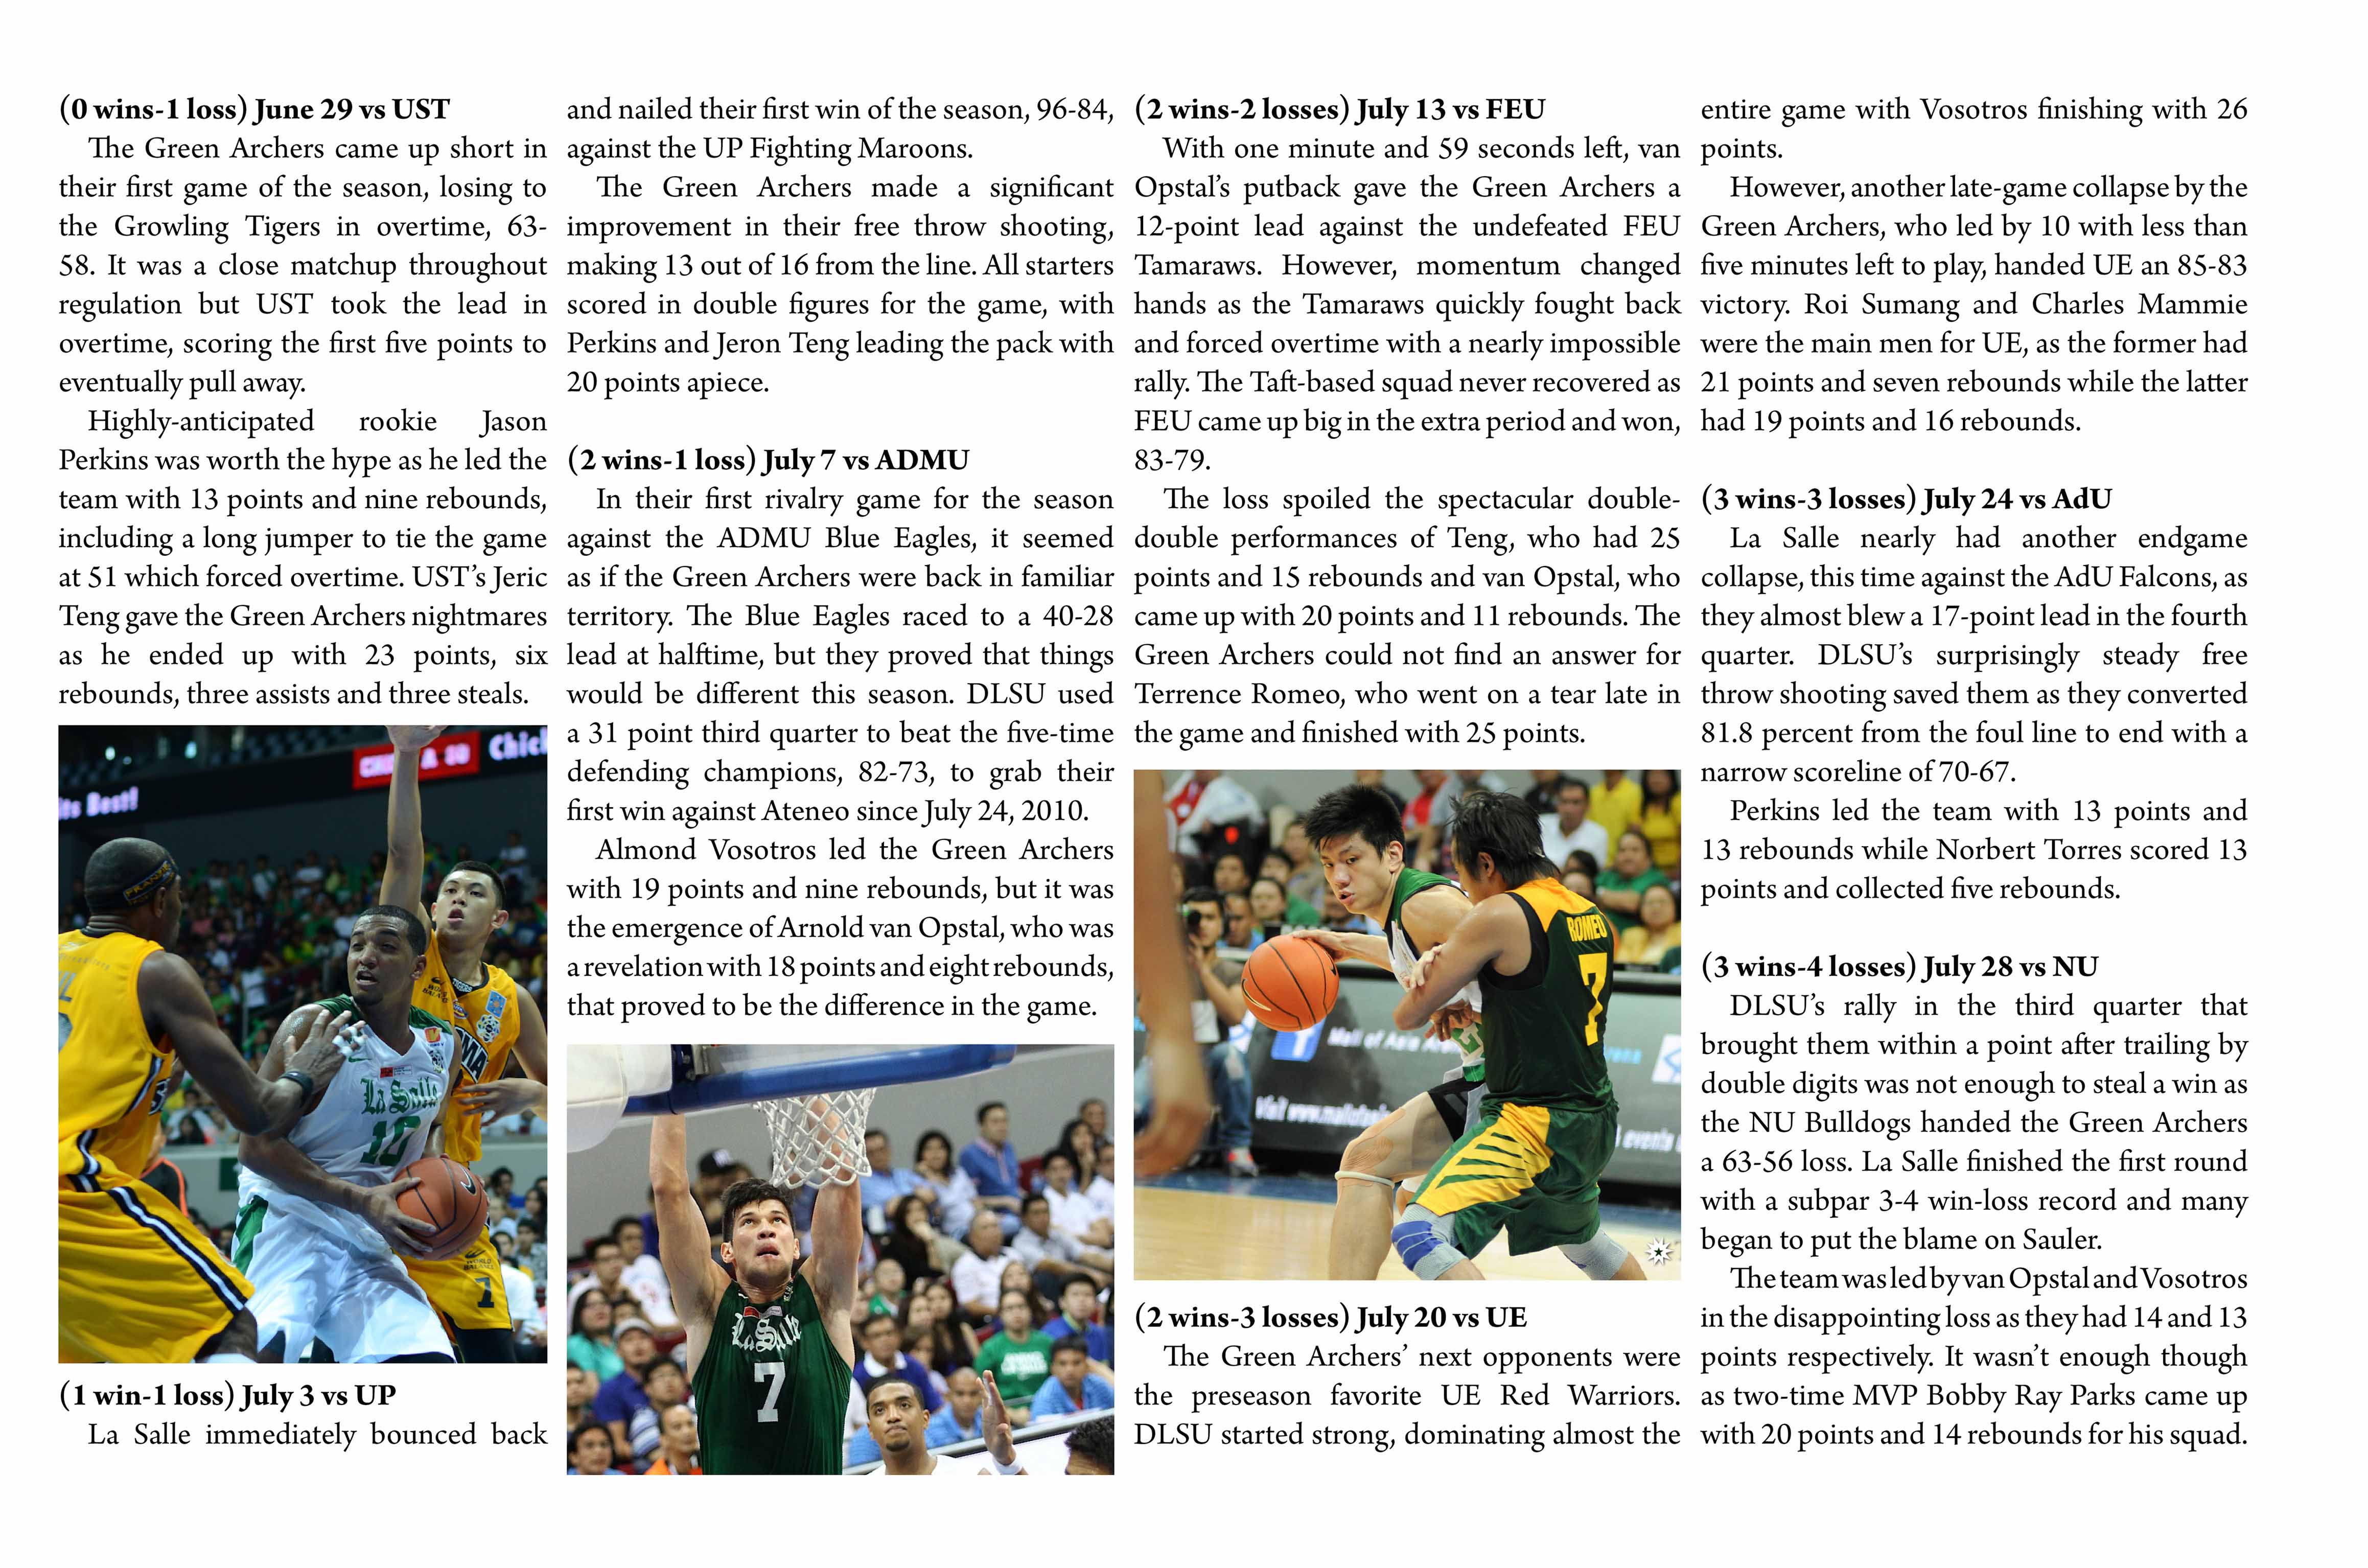 (0 wins-1 loss) June 29 vs UST
The Green Archers came up short in
their first game of the season, losing to
the Growling Tigers in overtime, 63-
58. It was a close matchup throughout
regulation but UST took the lead in
overtime, scoring the first five points to
eventually pull away.
Highly-anticipated rookie Jason
Perkins was worth the hype as he led the
team with 13 points and nine rebounds,
including a long jumper to tie the game
at 51 which forced overtime. UST's Jeric
Teng gave the Green Archers nightmares
as he ended up with 23 points, six
rebounds, three assists and three steals.
its Best!
Chic
La Salle
10
7
(1 win-1 loss) July 3 vs UP
La Salle immediately bounced back
and nailed their first win of the season, 96-84,
against the UP Fighting Maroons.
The Green Archers made a significant
improvement in their free throw shooting,
making 13 out of 16 from the line. All starters
scored in double figures for the game, with
Perkins and Jeron Teng leading the pack with
20 points apiece.
(2 wins-1 loss) July 7 vs ADMU
In their first rivalry game for the season
against the ADMU Blue Eagles, it seemed
as if the Green Archers were back in familiar
territory. The Blue Eagles raced to a 40-28
lead at halftime, but they proved that things
would be different this season. DLSU used
a 31 point third quarter to beat the five-time
defending champions, 82-73, to grab their
first win against Ateneo since July 24, 2010.
Almond Vosotros led the Green Archers
with 19 points and nine rebounds, but it was
the emergence of Arnold van Opstal, who was
a revelation with 18 points and eight rebounds,
that proved to be the difference in the game.
La Salle
7
(2 wins-2 losses) July 13 vs FEU
With one minute and 59 seconds left, van
Opstal's putback gave the Green Archers a
12-point lead against the undefeated FEU
Tamaraws. However, momentum changed
hands as the Tamaraws quickly fought back
and forced overtime with a nearly impossible
rally. The Taft-based squad never recovered as
FEU came up big in the extra period and won,
83-79.
The loss spoiled the spectacular double-
double performances of Teng, who had 25
points and 15 rebounds and van Opstal, who
came up with 20 points and 11 rebounds. The
Green Archers could not find an answer for
Terrence Romeo, who went on a tear late in
the game and finished with 25 points.
ROMEO
7
Mall of Asia
Visit www.mallof
events
(2 wins-3 losses) July 20 vs UE
The Green Archers' next opponents were
the preseason favorite UE Red Warriors.
DLSU started strong, dominating almost the
entire game with Vosotros finishing with 26
points.
However, another late-game collapse by the
Green Archers, who led by 10 with less than
five minutes left to play, handed UE an 85-83
victory. Roi Sumang and Charles Mammie
were the main men for UE, as the former had
21 points and seven rebounds while the latter
had 19 points and 16 rebounds.
(3 wins-3 losses) July 24 vs AdU
La Salle nearly had another endgame
collapse, this time against the AdU Falcons, as
they almost blew a 17-point lead in the fourth
quarter. DLSU's surprisingly steady free
throw shooting saved them as they converted
81.8 percent from the foul line to end with a
narrow scoreline of 70-67.
Perkins led the team with 13 points and
13 rebounds while Norbert Torres scored 13
points and collected five rebounds.
(3 wins-4 losses) July 28 vs NU
DLSU's rally in the third quarter that
brought them within a point after trailing by
double digits was not enough to steal a win as
the NU Bulldogs handed the Green Archers
a 63-56 loss. La Salle finished the first round
with a subpar 3-4 win-loss record and many
began to put the blame on Sauler.
The team was led by van Opstal and Vosotros
in the disappointing loss as they had 14 and 13
points respectively. It wasn't enough though
as two-time MVP Bobby Ray Parks came up
with 20 points and 14 rebounds for his squad.